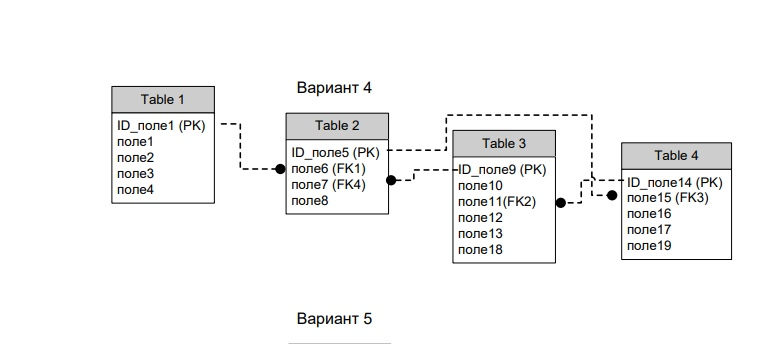 Вариант 4
Table 1
ID_поле1 (PK)
поле1
поле2
поле3
поле4
Table 2
ID_поле5 (PK)
поле6 (FK1)
поле7 (FK4)
поле8
Table 3
ID_поле9 (PK)
поле10
поле11(FK2)
поле12
поле13
поле18
Table 4
ID_поле14 (PK)
поле15 (FK3)
поле16
поле17
поле19
Вариант 5